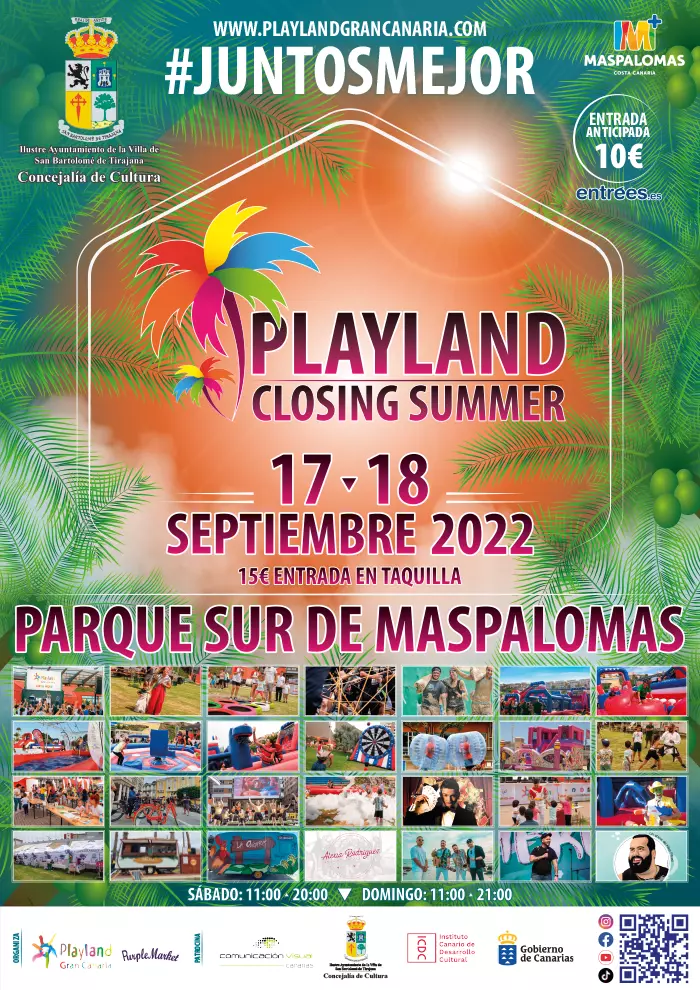 WWW.PLAYLANDGRANCANARIA.COM
#JUNTOSMEJOR
Ilustre Ayuntamiento de la Villa de
San Bartolomé de Tirajana
Concejalía de Cultura
MASPALOMAS
COSTA CANARIA
ENTRADA
ANTICIPADA
10€
entrées.es
PLAYLAND
CLOSING SUMMER
17 ▾ 18
SEPTIEMBRE 2022
15€ ENTRADA EN TAQUILLA
PARQUE SUR DE MASPALOMAS
Alexia Rodríguez
SÁBADO: 11:00 - 20:00 ▼ DOMINGO: 11:00 - 21:00
ORGANIZA
Playland
Gran Canaria
Purple Market
PATROCINA
comunicación visual
canarias
Ilustre Ayuntamiento de la Villa de
San Bartolomé de Tirajana
Concejalía de Cultura
ICDC
Instituto
Canario de
Desarrollo
Cultural
Gobierno
de Canarias